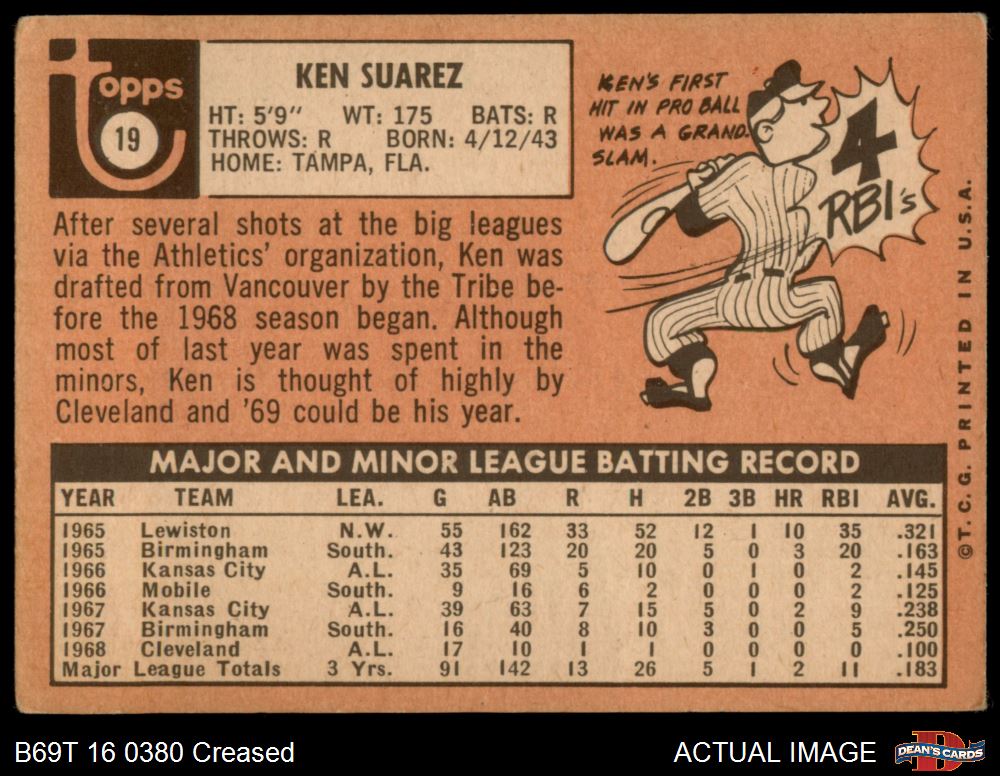 topps
19
KEN SUAREZ
HT: 5'9" WT: 175 BATS: R
THROWS: R BORN: 4/12/43
HOME: TAMPA, FLA.
KEN'S FIRST
HIT IN PRO BALL
WAS A GRAND
SLAM.
4
RBI's
After several shots at the big leagues
via the Athletics' organization, Ken was
drafted from Vancouver by the Tribe be-
fore the 1968 season began. Although
most of last year was spent in the
minors, Ken is thought of highly by
Cleveland and '69 could be his year.
©T.C.G. PRINTED IN U.S.A.
MAJOR AND MINOR LEAGUE BATTING RECORD
YEAR TEAM LEA. G AB R H 2B 3B HR RBI AVG.
1965 Lewiston N.W. 55 162 33 52 12 1 10 35 .321
1965 Birmingham South. 43 123 20 20 5 0 3 20 .163
1966 Kansas City A.L. 35 69 5 10 0 1 0 2 .145
1966 Mobile South. 9 16 6 2 0 0 0 2 .125
1967 Kansas City A.L. 39 63 7 15 5 0 2 9 .238
1967 Birmingham South. 16 40 8 10 3 0 0 5 .250
1968 Cleveland A.L. 17 10 1 1 0 0 0 0 .100
Major League Totals 3 Yrs. 91 142 13 26 5 1 2 11 .183
B69T 16 0380 Creased
ACTUAL IMAGE
D
DEAN'S CARDS